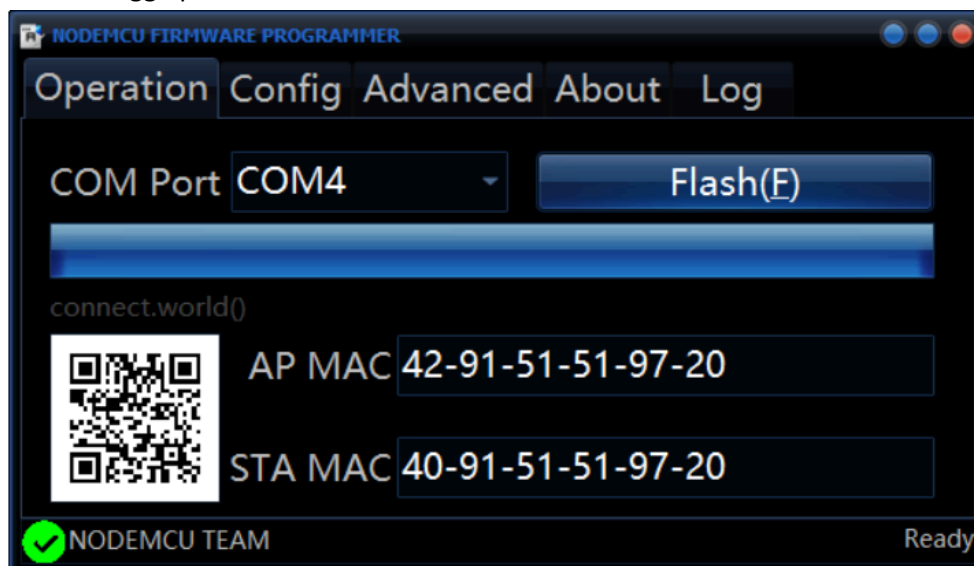 NODEMCU FIRMWARE PROGRAMMER
Operation Config Advanced About Log
COM Port COM4 Flash(F)
connect.world()
AP MAC 42-91-51-51-97-20
STA MAC 40-91-51-51-97-20
NODEMCU TEAM Ready